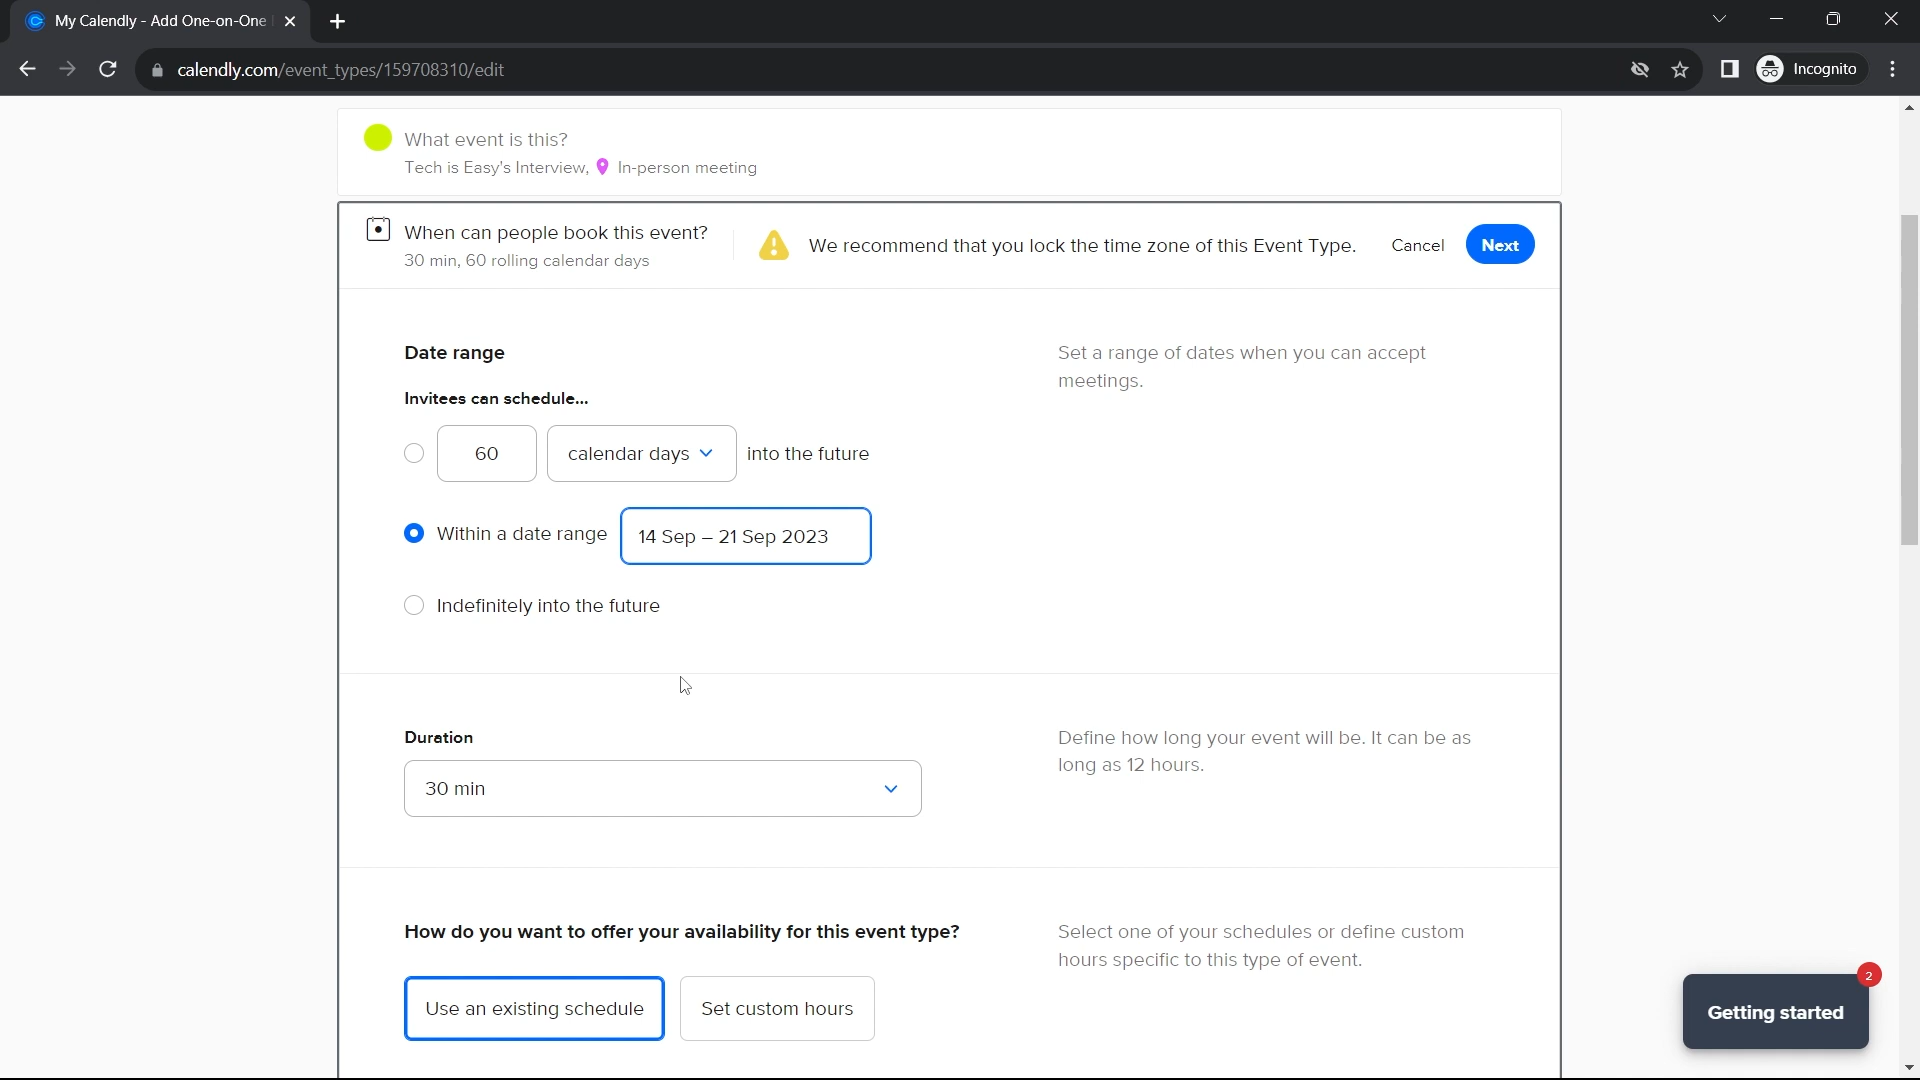 My Calendly - Add One-on-One
calendly.com/event_types/159708310/edit
Incognito
What event is this?
Tech is Easy's Interview, In-person meeting
When can people book this event?
30 min, 60 rolling calendar days
We recommend that you lock the time zone of this Event Type.
Cancel
Next
Date range
Set a range of dates when you can accept
meetings.
Invitees can schedule...
60 calendar days into the future
Within a date range 14 Sep – 21 Sep 2023
Indefinitely into the future
Duration
30 min
Define how long your event will be. It can be as
long as 12 hours.
How do you want to offer your availability for this event type?
Select one of your schedules or define custom
hours specific to this type of event.
Use an existing schedule
Set custom hours
2
Getting started